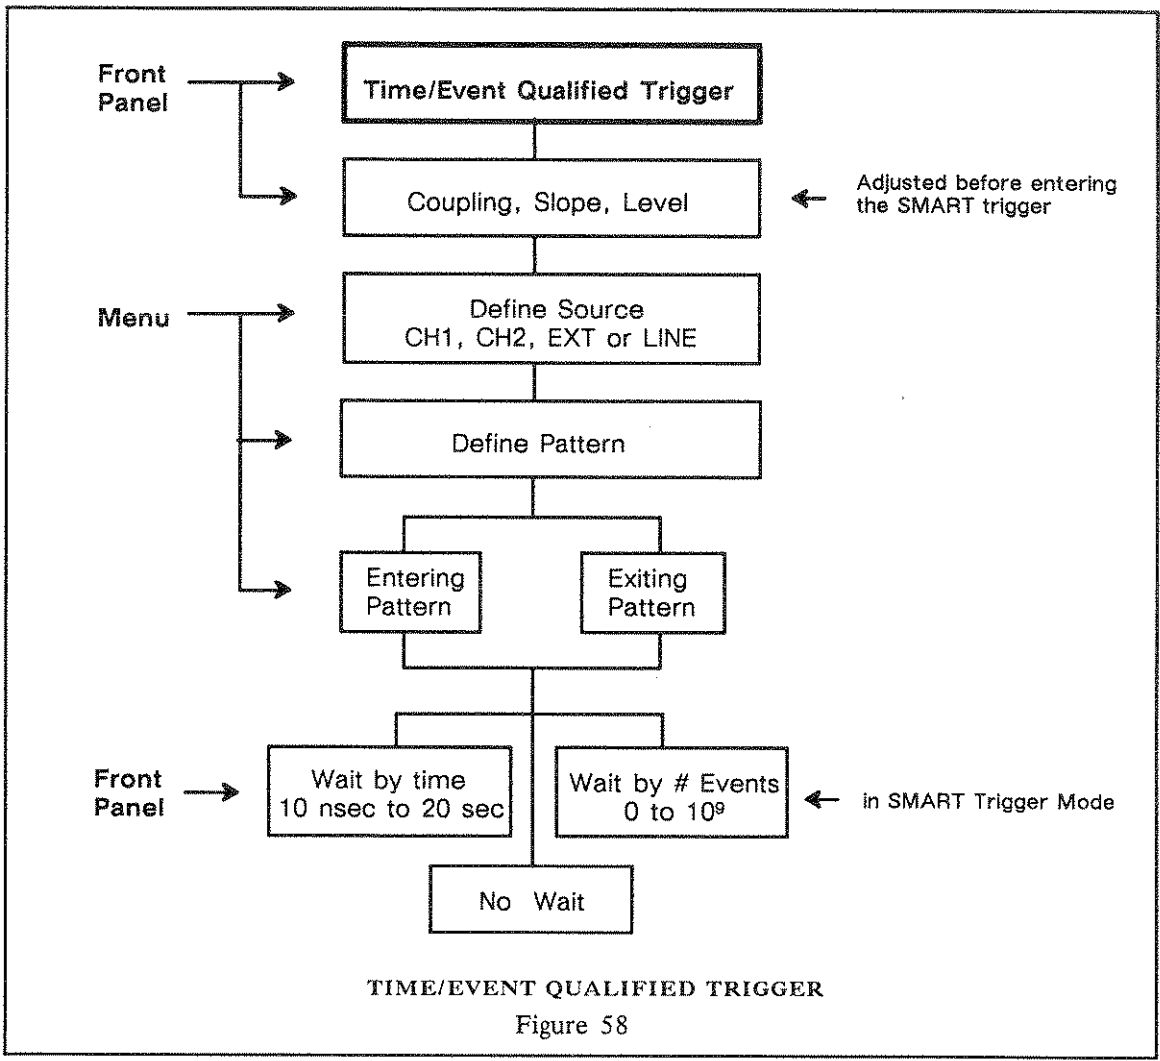 Front
Panel
Time/Event Qualified Trigger
Coupling, Slope, Level
Adjusted before entering
the SMART trigger
Menu
Define Source
CH1, CH2, EXT or LINE
Define Pattern
Entering
Pattern
Exiting
Pattern
Front
Panel
Wait by time
10 nsec to 20 sec
Wait by # Events
0 to 10⁹
in SMART Trigger Mode
No Wait
TIME/EVENT QUALIFIED TRIGGER
Figure 58